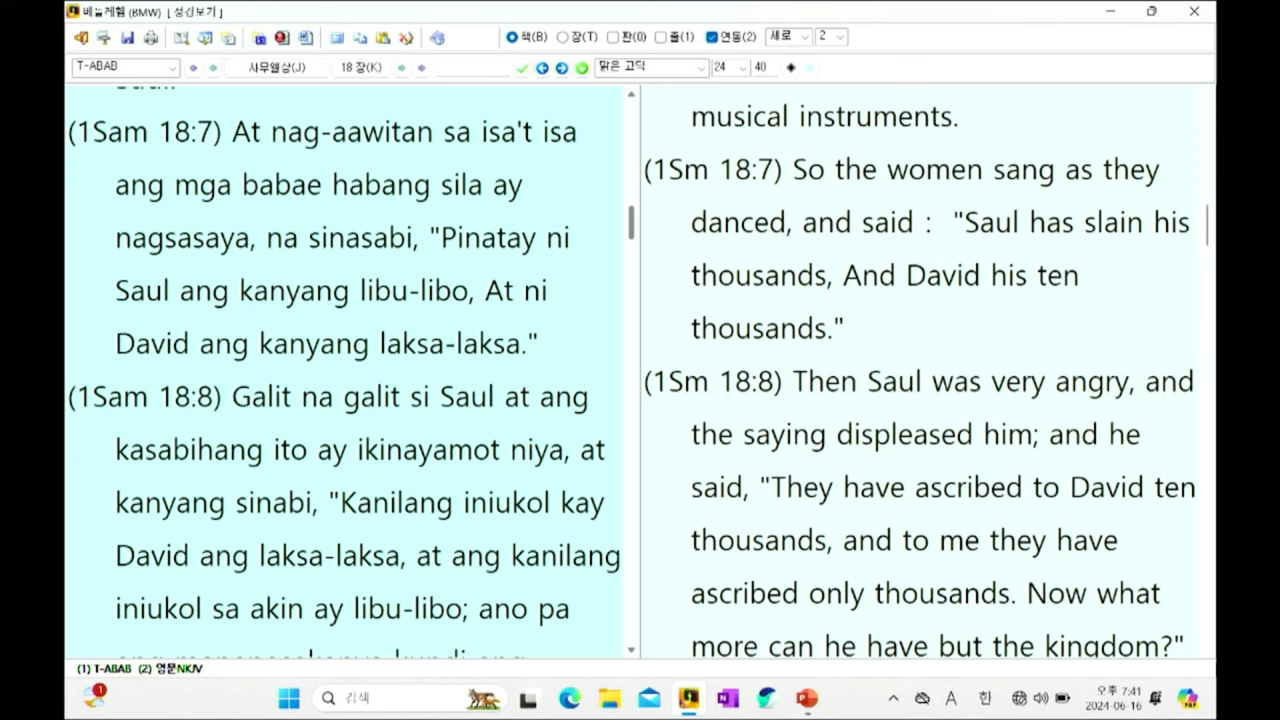 베들레헴 (BMW) [ 성경보기 ]
책(B) 장(T) 판(0) 줄(1) 연동(2) 세로 2
T-ABAB 사무엘상(J) 18 장(K) 맑은 고딕 24 40
(1Sam 18:7) At nag-aawitan sa isa't isa
ang mga babae habang sila ay
nagsasaya, na sinasabi, "Pinatay ni
Saul ang kanyang libu-libo, At ni
David ang kanyang laksa-laksa."
(1Sam 18:8) Galit na galit si Saul at ang
kasabihang ito ay ikinayamot niya, at
kanyang sinabi, "Kanilang iniukol kay
David ang laksa-laksa, at ang kanilang
iniukol sa akin ay libu-libo; ano pa
musical instruments.
(1Sm 18:7) So the women sang as they
danced, and said : "Saul has slain his
thousands, And David his ten
thousands."
(1Sm 18:8) Then Saul was very angry, and
the saying displeased him; and he
said, "They have ascribed to David ten
thousands, and to me they have
ascribed only thousands. Now what
more can he have but the kingdom?"
(1) T-ABAB (2) 영문NKJV
1 검색 A 한 오후 7:41
2024-06-16